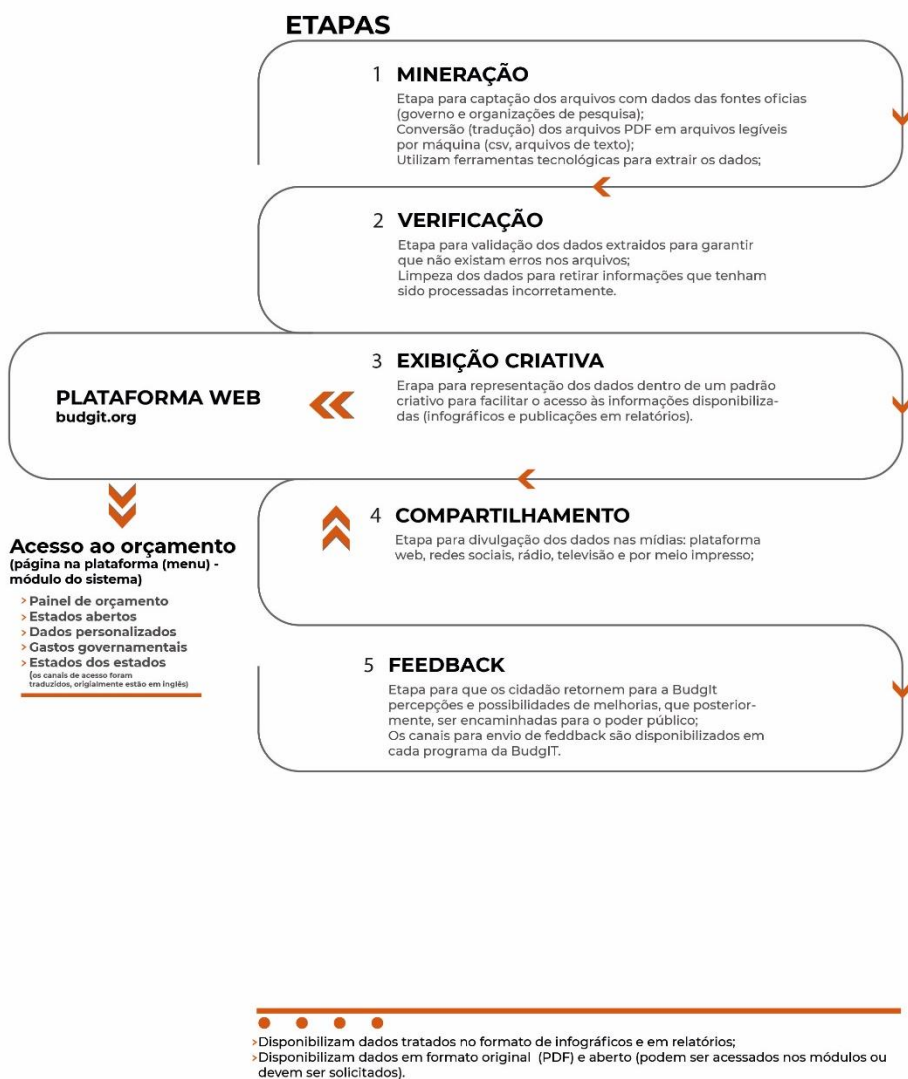 ETAPAS
1 MINERAÇÃO
Etapa para captação dos arquivos com dados das fontes oficias
(governo e organizações de pesquisa);
Conversão (tradução) dos arquivos PDF em arquivos legíveis
por máquina (csv, arquivos de texto);
Utilizam ferramentas tecnológicas para extrair os dados;
2 VERIFICAÇÃO
Etapa para validação dos dados extraidos para garantir
que não existam erros nos arquivos;
Limpeza dos dados para retirar informações que tenham
sido processadas incorretamente.
3 EXIBIÇÃO CRIATIVA
Erapa para representação dos dados dentro de um padrão
criativo para facilitar o acesso às informações disponibiliza-
das (infográficos e publicações em relatórios).
PLATAFORMA WEB
budgit.org
4 COMPARTILHAMENTO
Etapa para divulgação dos dados nas mídias: plataforma
web, redes sociais, rádio, televisão e por meio impresso;
Acesso ao orçamento
(página na plataforma (menu) -
módulo do sistema)
> Painel de orçamento
> Estados abertos
> Dados personalizados
> Gastos governamentais
> Estados dos estados
(os canais de acesso foram
traduzidos, origialmente estão em inglês)
5 FEEDBACK
Etapa para que os cidadão retornem para a BudgIt
percepções e possibilidades de melhorias, que posterior-
mente, ser encaminhadas para o poder público;
Os canais para envio de feddback são disponibilizados em
cada programa da BudgIT.
>Disponibilizam dados tratados no formato de infográficos e em relatórios;
>Disponibilizam dados em formato original (PDF) e aberto (podem ser acessados nos módulos ou
devem ser solicitados).